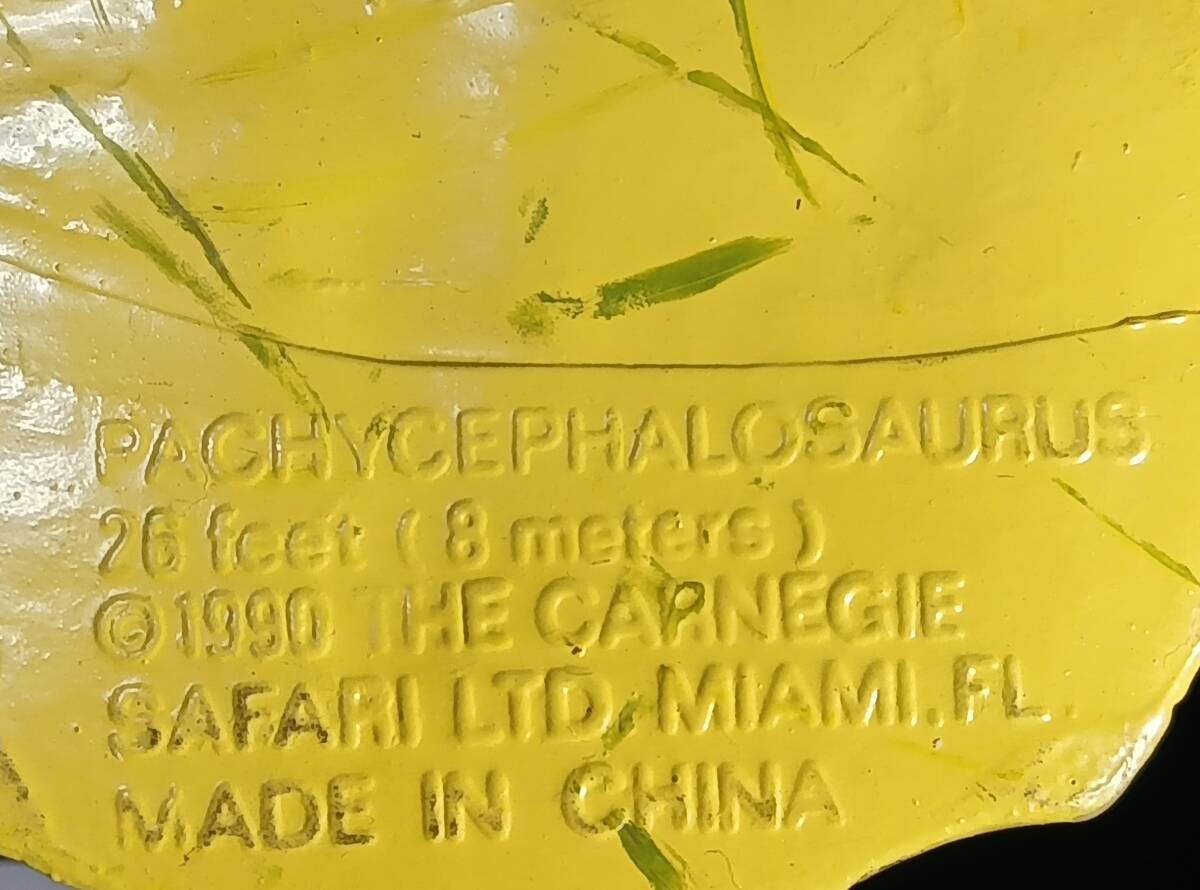 PACHYCEPHALOSAURUS
26 feet ( 8 meters )
©1990 THE CARNEGIE
SAFARI LTD. MIAMI, FL.
MADE IN CHINA